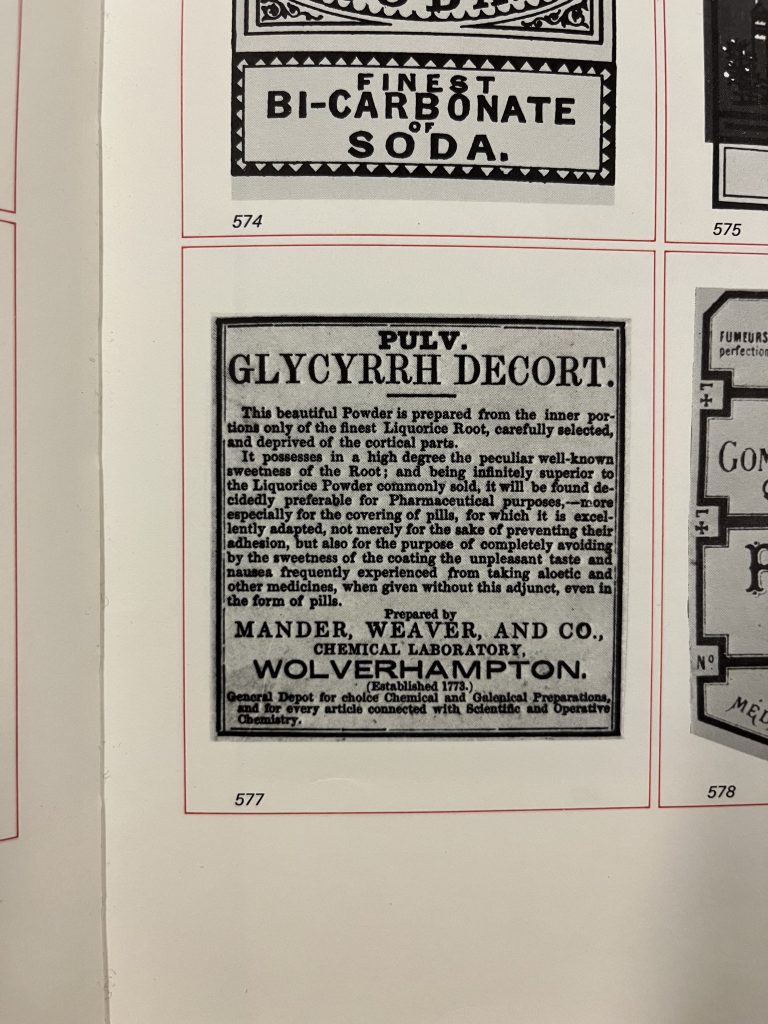 FINEST
BI-CARBONATE
OF
SODA.
574
575
PULV.
GLYCYRRH DECORT.
This beautiful Powder is prepared from the inner por-
tions only of the finest Liquorice Root, carefully selected,
and deprived of the cortical parts.
It possesses in a high degree the peculiar well-known
sweetness of the Root; and being infinitely superior to
the Liquorice Powder commonly sold, it will be found de-
cidedly preferable for Pharmaceutical purposes,—more
especially for the covering of pills, for which it is excel-
lently adapted, not merely for the sake of preventing their
adhesion, but also for the purpose of completely avoiding
by the sweetness of the coating the unpleasant taste and
nausea frequently experienced from taking aloetic and
other medicines, when given without this adjunct, even in
the form of pills.
Prepared by
MANDER, WEAVER, AND CO.,
CHEMICAL LABORATORY,
WOLVERHAMPTON.
(Established 1773.)
General Depot for choice Chemical and Galenical Preparations,
and for every article connected with Scientific and Operative
Chemistry.
577
FUMEURS
perfection
GOM
F
Nº
MÉD
578